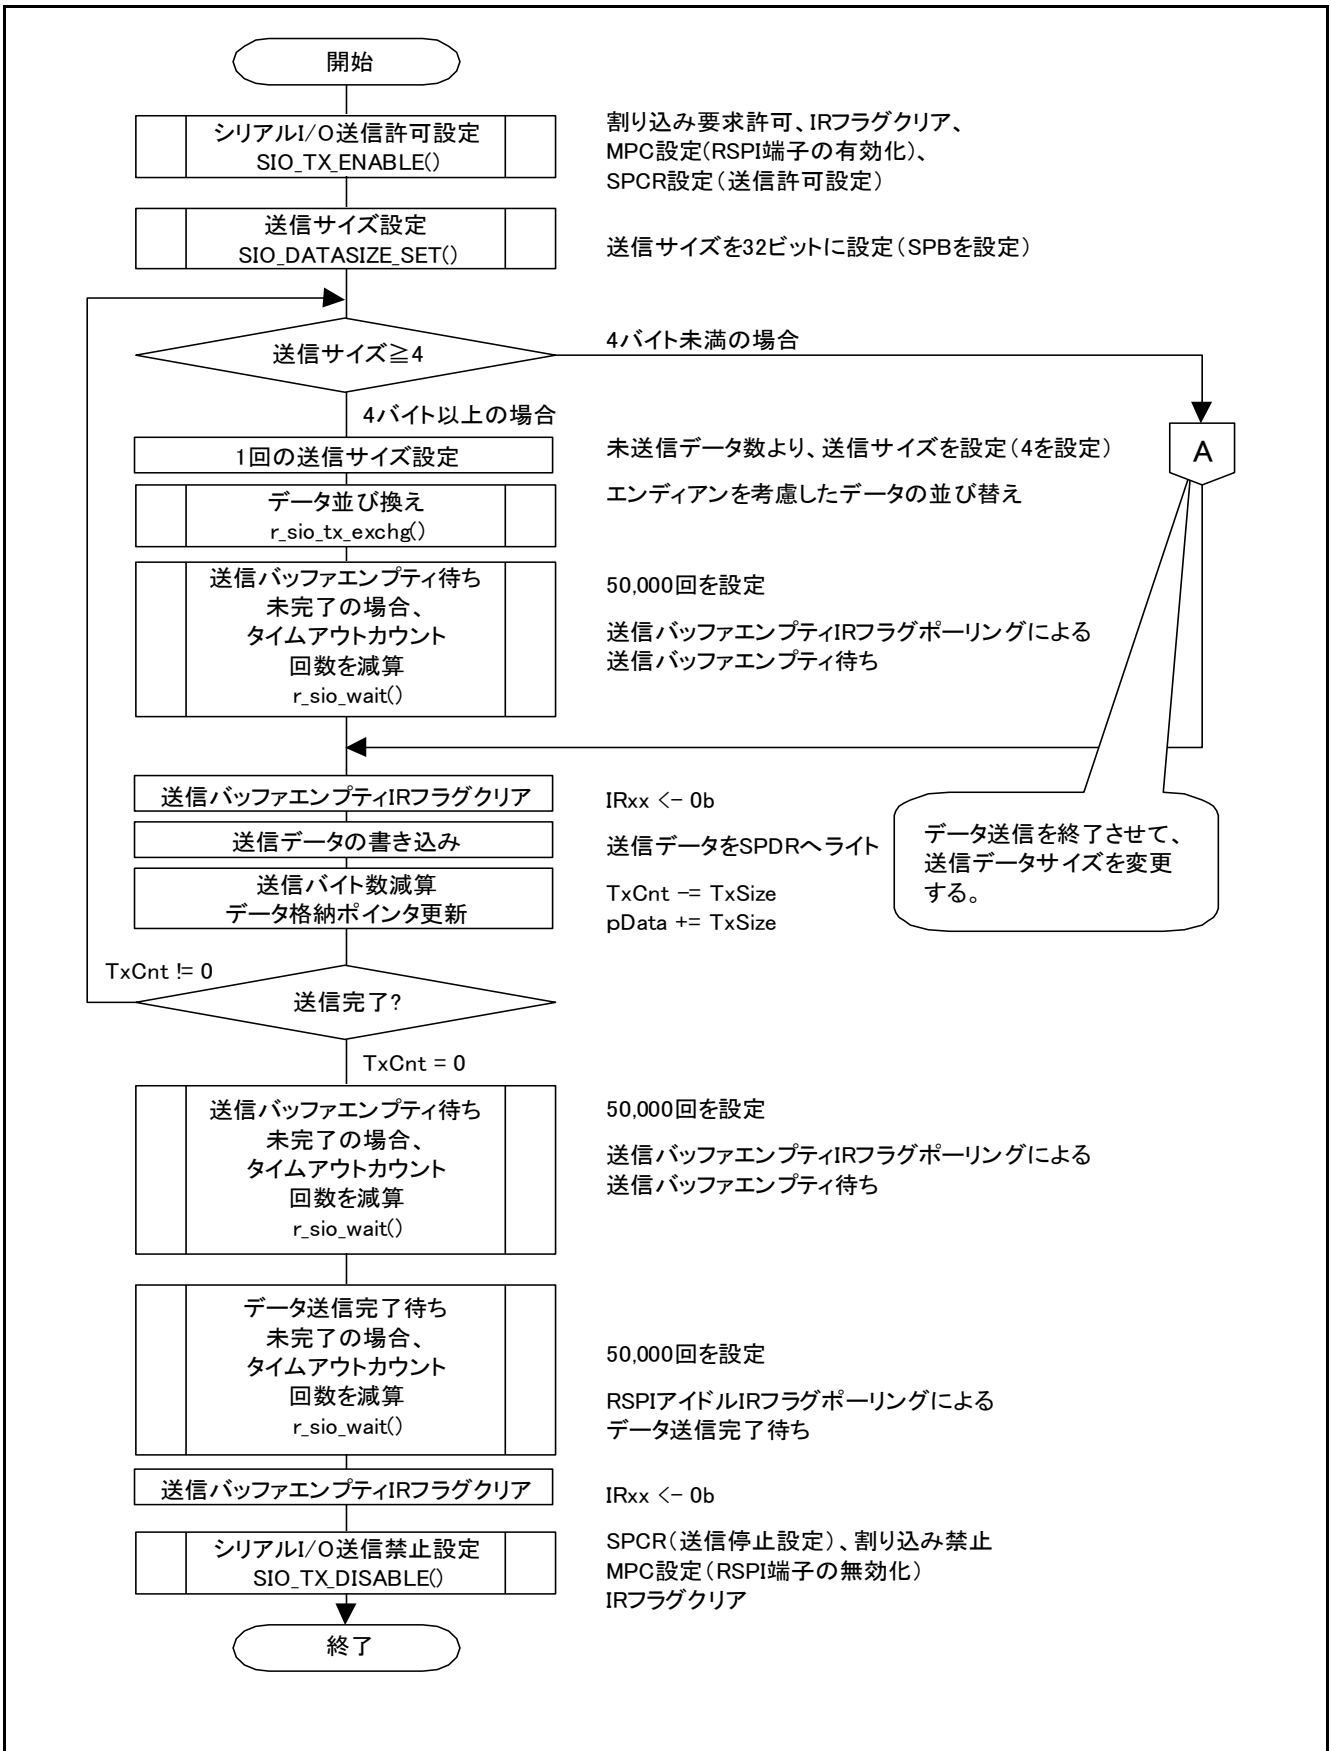 開始
シリアルI/O送信許可設定
SIO_TX_ENABLE()
割り込み要求許可、IRフラグクリア、
MPC設定(RSPI端子の有効化)、
SPCR設定(送信許可設定)
送信サイズ設定
SIO_DATASIZE_SET()
送信サイズを32ビットに設定(SPBを設定)
送信サイズ≧4
4バイト未満の場合
4バイト以上の場合
A
1回の送信サイズ設定
未送信データ数より、送信サイズを設定(4を設定)
データ並び換え
r_sio_tx_exchg()
エンディアンを考慮したデータの並び替え
送信バッファエンプティ待ち
未完了の場合、
タイムアウトカウント
回数を減算
r_sio_wait()
50,000回を設定
送信バッファエンプティIRフラグポーリングによる
送信バッファエンプティ待ち
送信バッファエンプティIRフラグクリア
IRxx <- 0b
送信データの書き込み
送信データをSPDRへライト
送信バイト数減算
データ格納ポインタ更新
TxCnt -= TxSize
pData += TxSize
データ送信を終了させて、
送信データサイズを変更
する。
TxCnt != 0
送信完了?
TxCnt = 0
送信バッファエンプティ待ち
未完了の場合、
タイムアウトカウント
回数を減算
r_sio_wait()
50,000回を設定
送信バッファエンプティIRフラグポーリングによる
送信バッファエンプティ待ち
データ送信完了待ち
未完了の場合、
タイムアウトカウント
回数を減算
r_sio_wait()
50,000回を設定
RSPIアイドルIRフラグポーリングによる
データ送信完了待ち
送信バッファエンプティIRフラグクリア
IRxx <- 0b
シリアルI/O送信禁止設定
SIO_TX_DISABLE()
SPCR(送信停止設定)、割り込み禁止
MPC設定(RSPI端子の無効化)
IRフラグクリア
終了